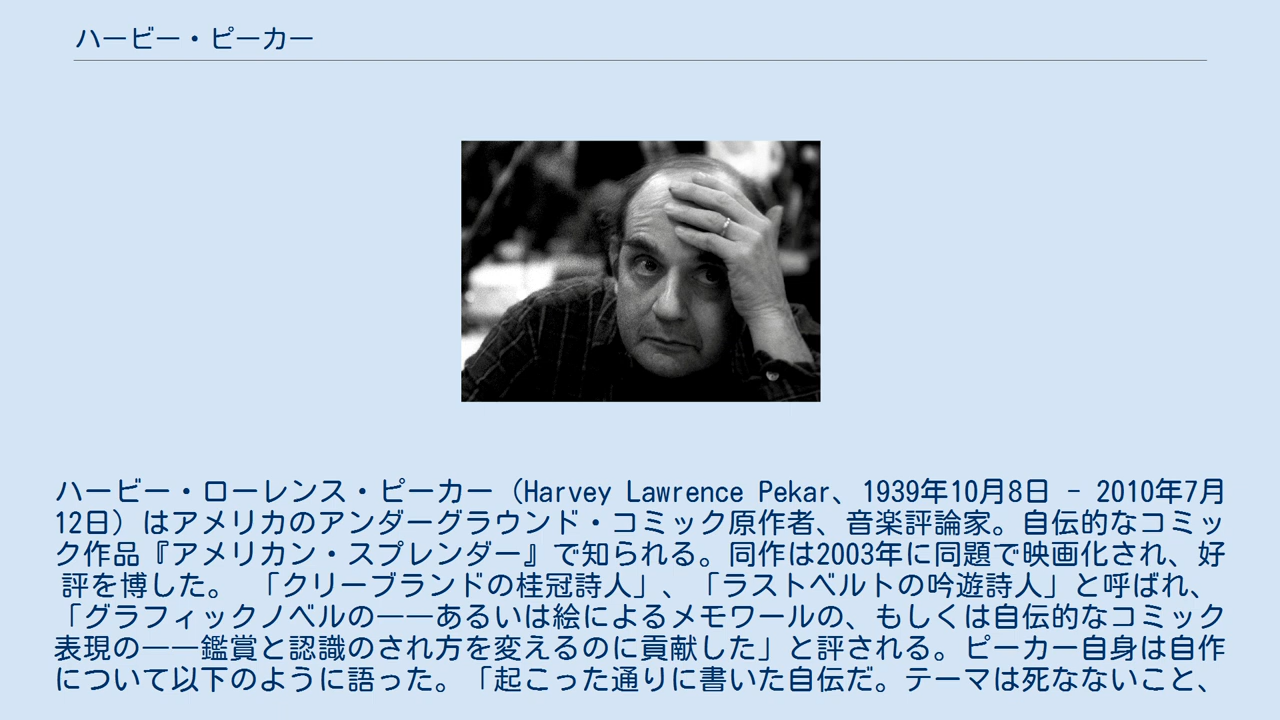 ハービー・ピーカー
ハービー・ローレンス・ピーカー（Harvey Lawrence Pekar、1939年10月8日 - 2010年7月
12日）はアメリカのアンダーグラウンド・コミック原作者、音楽評論家。自伝的なコミッ
ク作品『アメリカン・スプレンダー』で知られる。同作は2003年に同題で映画化され、好
評を博した。 「クリーブランドの桂冠詩人」、「ラストベルトの吟遊詩人」と呼ばれ、
「グラフィックノベルの——あるいは絵によるメモワールの、もしくは自伝的なコミック
表現の——鑑賞と認識のされ方を変えるのに貢献した」と評される。ピーカー自身は自作
について以下のように語った。「起こった通りに書いた自伝だ。テーマは死なないこと、